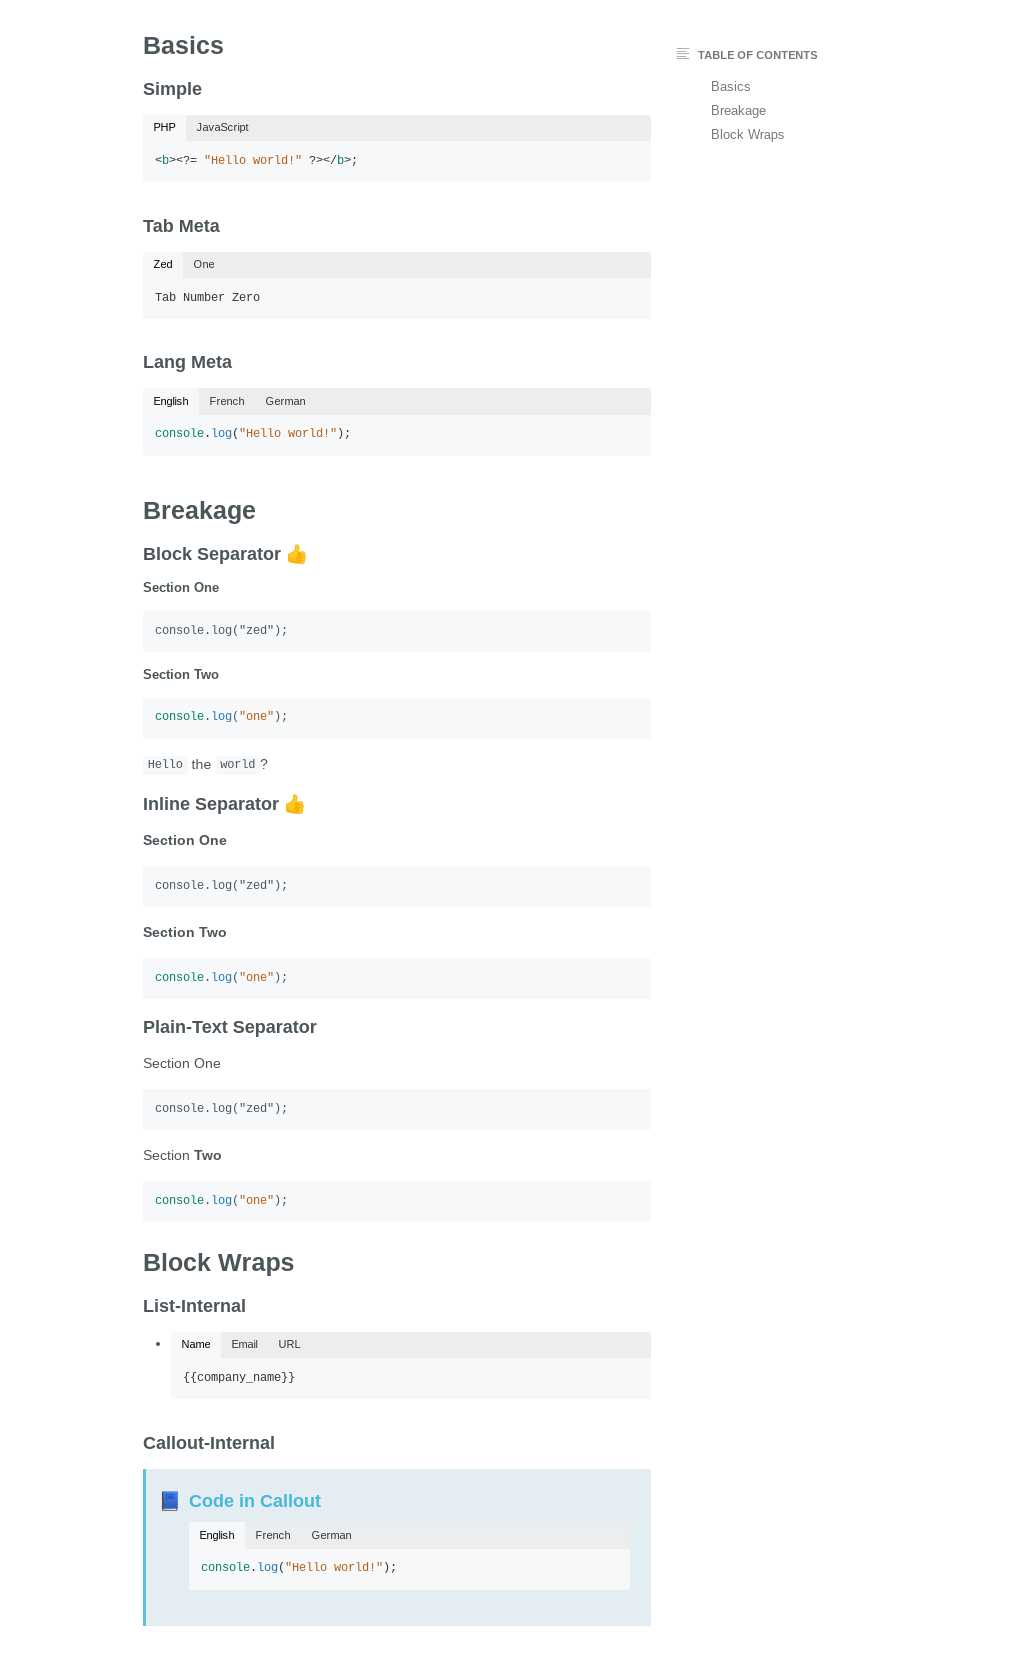 Basics
Simple
PHP JavaScript
<b><?= "Hello world!" ?></b>;
Tab Meta
Zed One
Tab Number Zero
Lang Meta
English French German
console.log("Hello world!");
Breakage
Block Separator 👍
Section One
console.log("zed");
Section Two
console.log("one");
Hello the world?
Inline Separator 👍
Section One
console.log("zed");
Section Two
console.log("one");
Plain-Text Separator
Section One
console.log("zed");
Section Two
console.log("one");
Block Wraps
List-Internal
Name Email URL
{{company_name}}
Callout-Internal
📘 Code in Callout
English French German
console.log("Hello world!");
TABLE OF CONTENTS
Basics
Breakage
Block Wraps